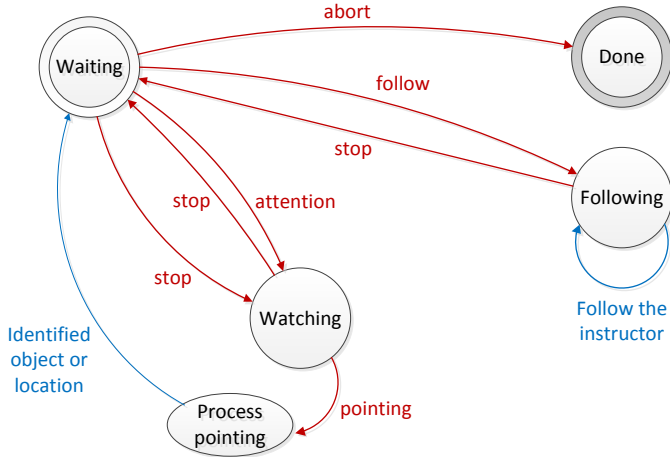 abort
Waiting
Done
follow
stop
Following
stop
attention
stop
Watching
Follow the
instructor
Identified
object or
location
Process
pointing
pointing